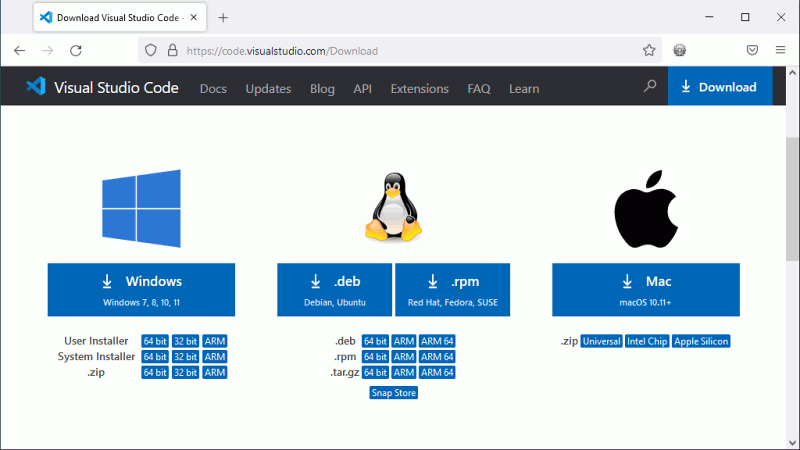 Download Visual Studio Code -
https://code.visualstudio.com/Download
Visual Studio Code Docs Updates Blog API Extensions FAQ Learn Download
Windows
Windows 7, 8, 10, 11
.deb
Debian, Ubuntu
.rpm
Red Hat, Fedora, SUSE
Mac
macOS 10.11+
User Installer 64 bit 32 bit ARM
System Installer 64 bit 32 bit ARM
.zip 64 bit 32 bit ARM
.deb 64 bit ARM ARM 64
.rpm 64 bit ARM ARM 64
.tar.gz 64 bit ARM ARM 64
Snap Store
.zip Universal Intel Chip Apple Silicon